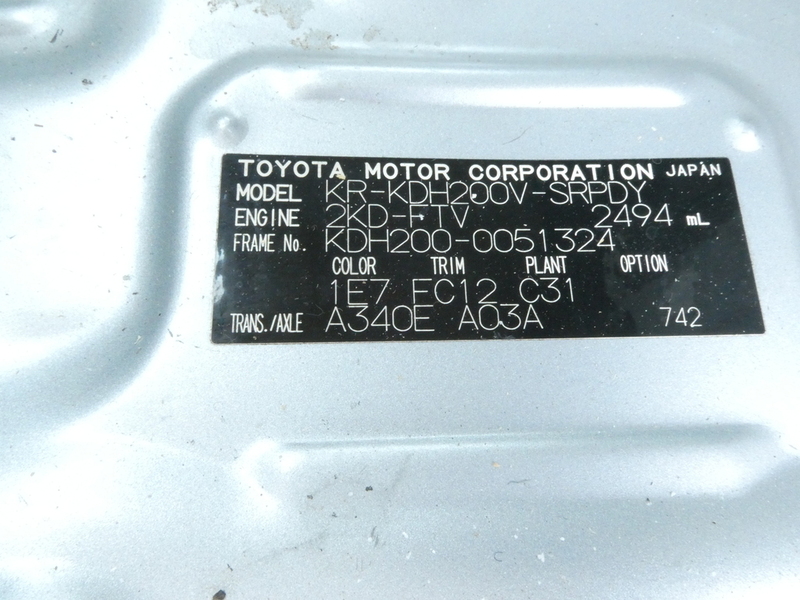 TOYOTA MOTOR CORPORATION JAPAN
MODEL KR-KDH200V-SRPDY
ENGINE 2KD-FTV 2494 mL
FRAME No. KDH200-0051324
COLOR TRIM PLANT OPTION
1E7 FC12 C31
TRANS./AXLE A340E A03A 742